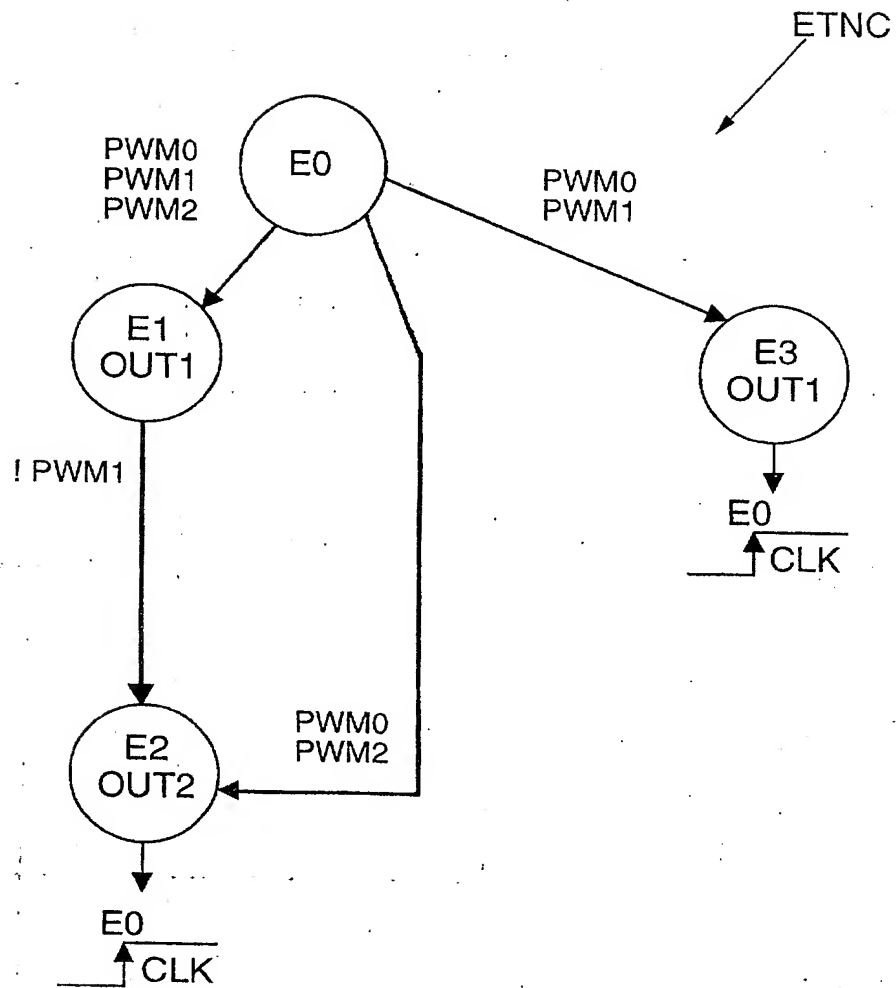 ETNC
PWM0
PWM1
PWM2
E0
PWM0
PWM1
E1
OUT1
E3
OUT1
! PWM1
E0
CLK
PWM0
PWM2
E2
OUT2
E0
CLK